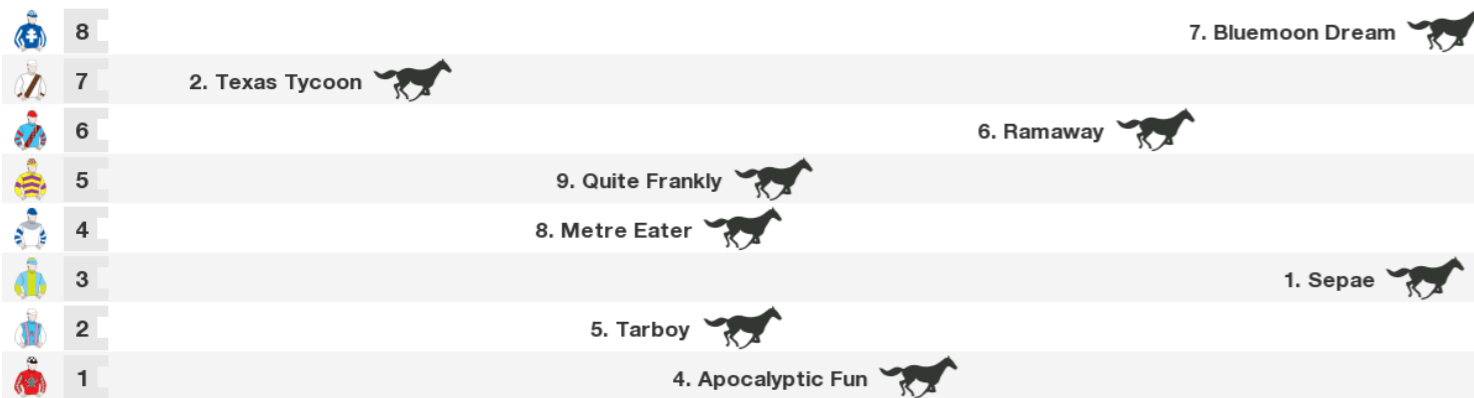 8 7. Bluemoon Dream
7 2. Texas Tycoon
6 6. Ramaway
5 9. Quite Frankly
4 8. Metre Eater
3 1. Sepae
2 5. Tarboy
1 4. Apocalyptic Fun